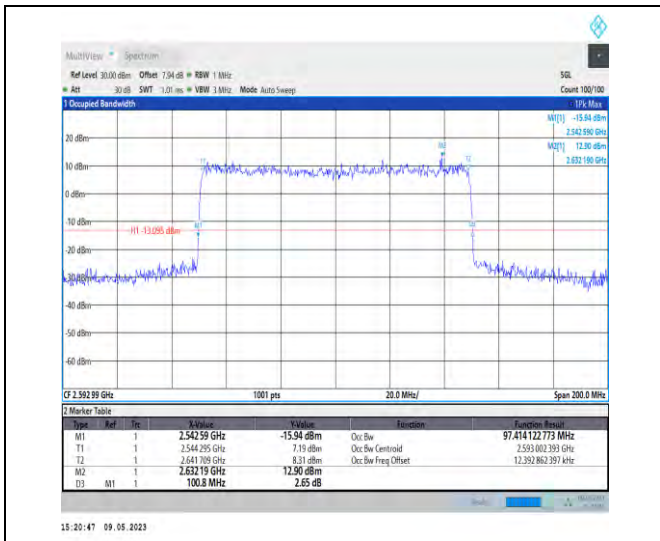 MultiView Spectrum
Ref Level 30.00 dBm Offset 7.94 dB RBW 1 MHz SGL
Att 30 dB SWT 1.01 ms VBW 3 MHz Mode Auto Sweep Count 100/100
1 Occupied Bandwidth 1Pk Max
M1[1] -15.94 dBm
2.542 590 GHz
20 dBm
M2[1] 12.90 dBm
2.632 190 GHz
M2
T1 T2
10 dBm
0 dBm
-10 dBm
H1 -13.095 dBm
M1
-20 dBm
-30 dBm
-40 dBm
-50 dBm
-60 dBm
CF 2.592 99 GHz 1001 pts 20.0 MHz/ Span 200.0 MHz
2 Marker Table
Type Ref Trc X-Value Y-Value Function Function Result
M1 1 2.542 59 GHz -15.94 dBm Occ Bw 97.414 122 773 MHz
T1 1 2.544 295 GHz 7.19 dBm Occ Bw Centroid 2.593 002 393 GHz
T2 1 2.641 709 GHz 8.31 dBm Occ Bw Freq Offset 12.392 862 397 kHz
M2 1 2.632 19 GHz 12.90 dBm
D3 M1 1 100.8 MHz 2.65 dB
Ready
15:20:47 09.05.2023